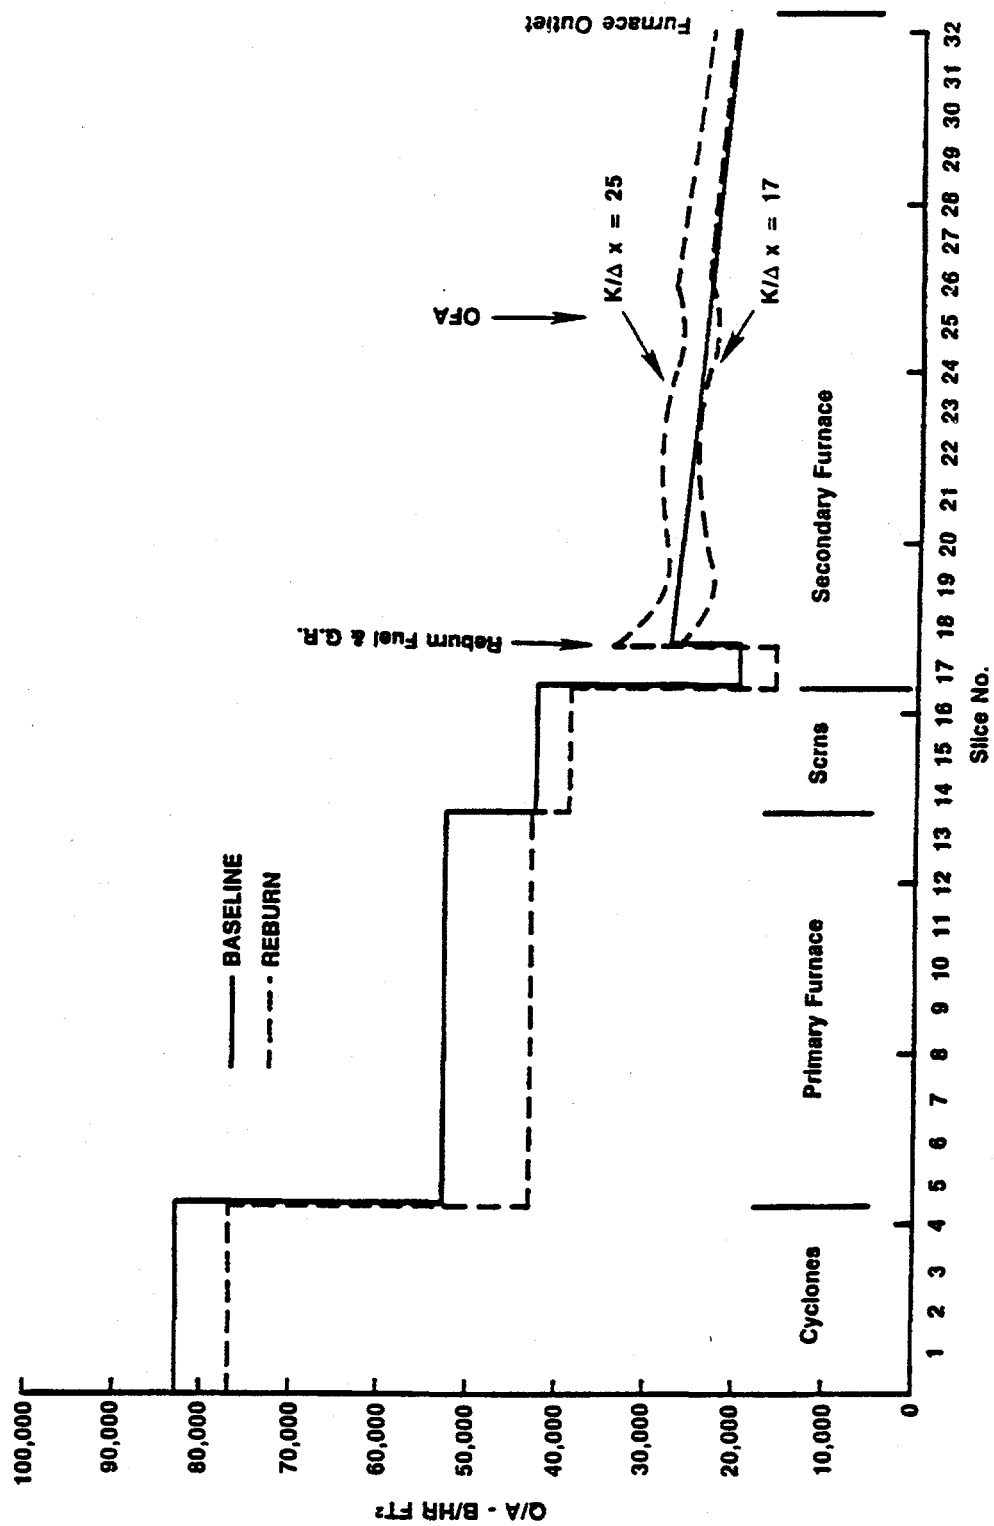 Q/A - B/HR FT²
100,000
90,000
80,000
70,000
60,000
50,000
40,000
30,000
20,000
10,000
0
BASELINE
REBURN
Reburn Fuel & G.R.
OFA
K/Δ x = 25
K/Δ x = 17
Furnace Outlet
Cyclones
Primary Furnace
Scrns
Secondary Furnace
1 2 3 4 5 6 7 8 9 10 11 12 13 14 15 16 17 18 19 20 21 22 23 24 25 26 27 28 29 30 31 32
Slice No.